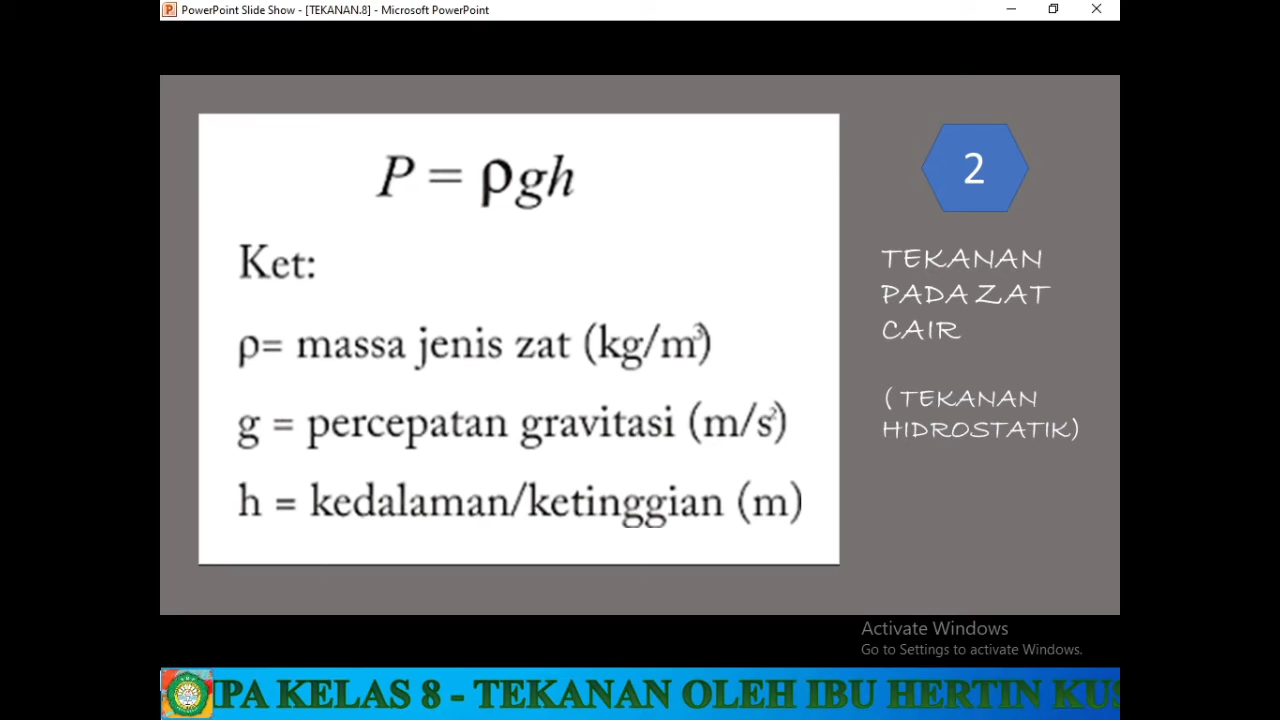 PowerPoint Slide Show - [TEKANAN.8] - Microsoft PowerPoint
P = ρgh
Ket:
ρ= massa jenis zat (kg/m³)
g = percepatan gravitasi (m/s²)
h = kedalaman/ketinggian (m)
2
TEKANAN
PADA ZAT
CAIR
( TEKANAN
HIDROSTATIK)
Activate Windows
Go to Settings to activate Windows.
PA KELAS 8 - TEKANAN OLEH IBU HERTIN KUS